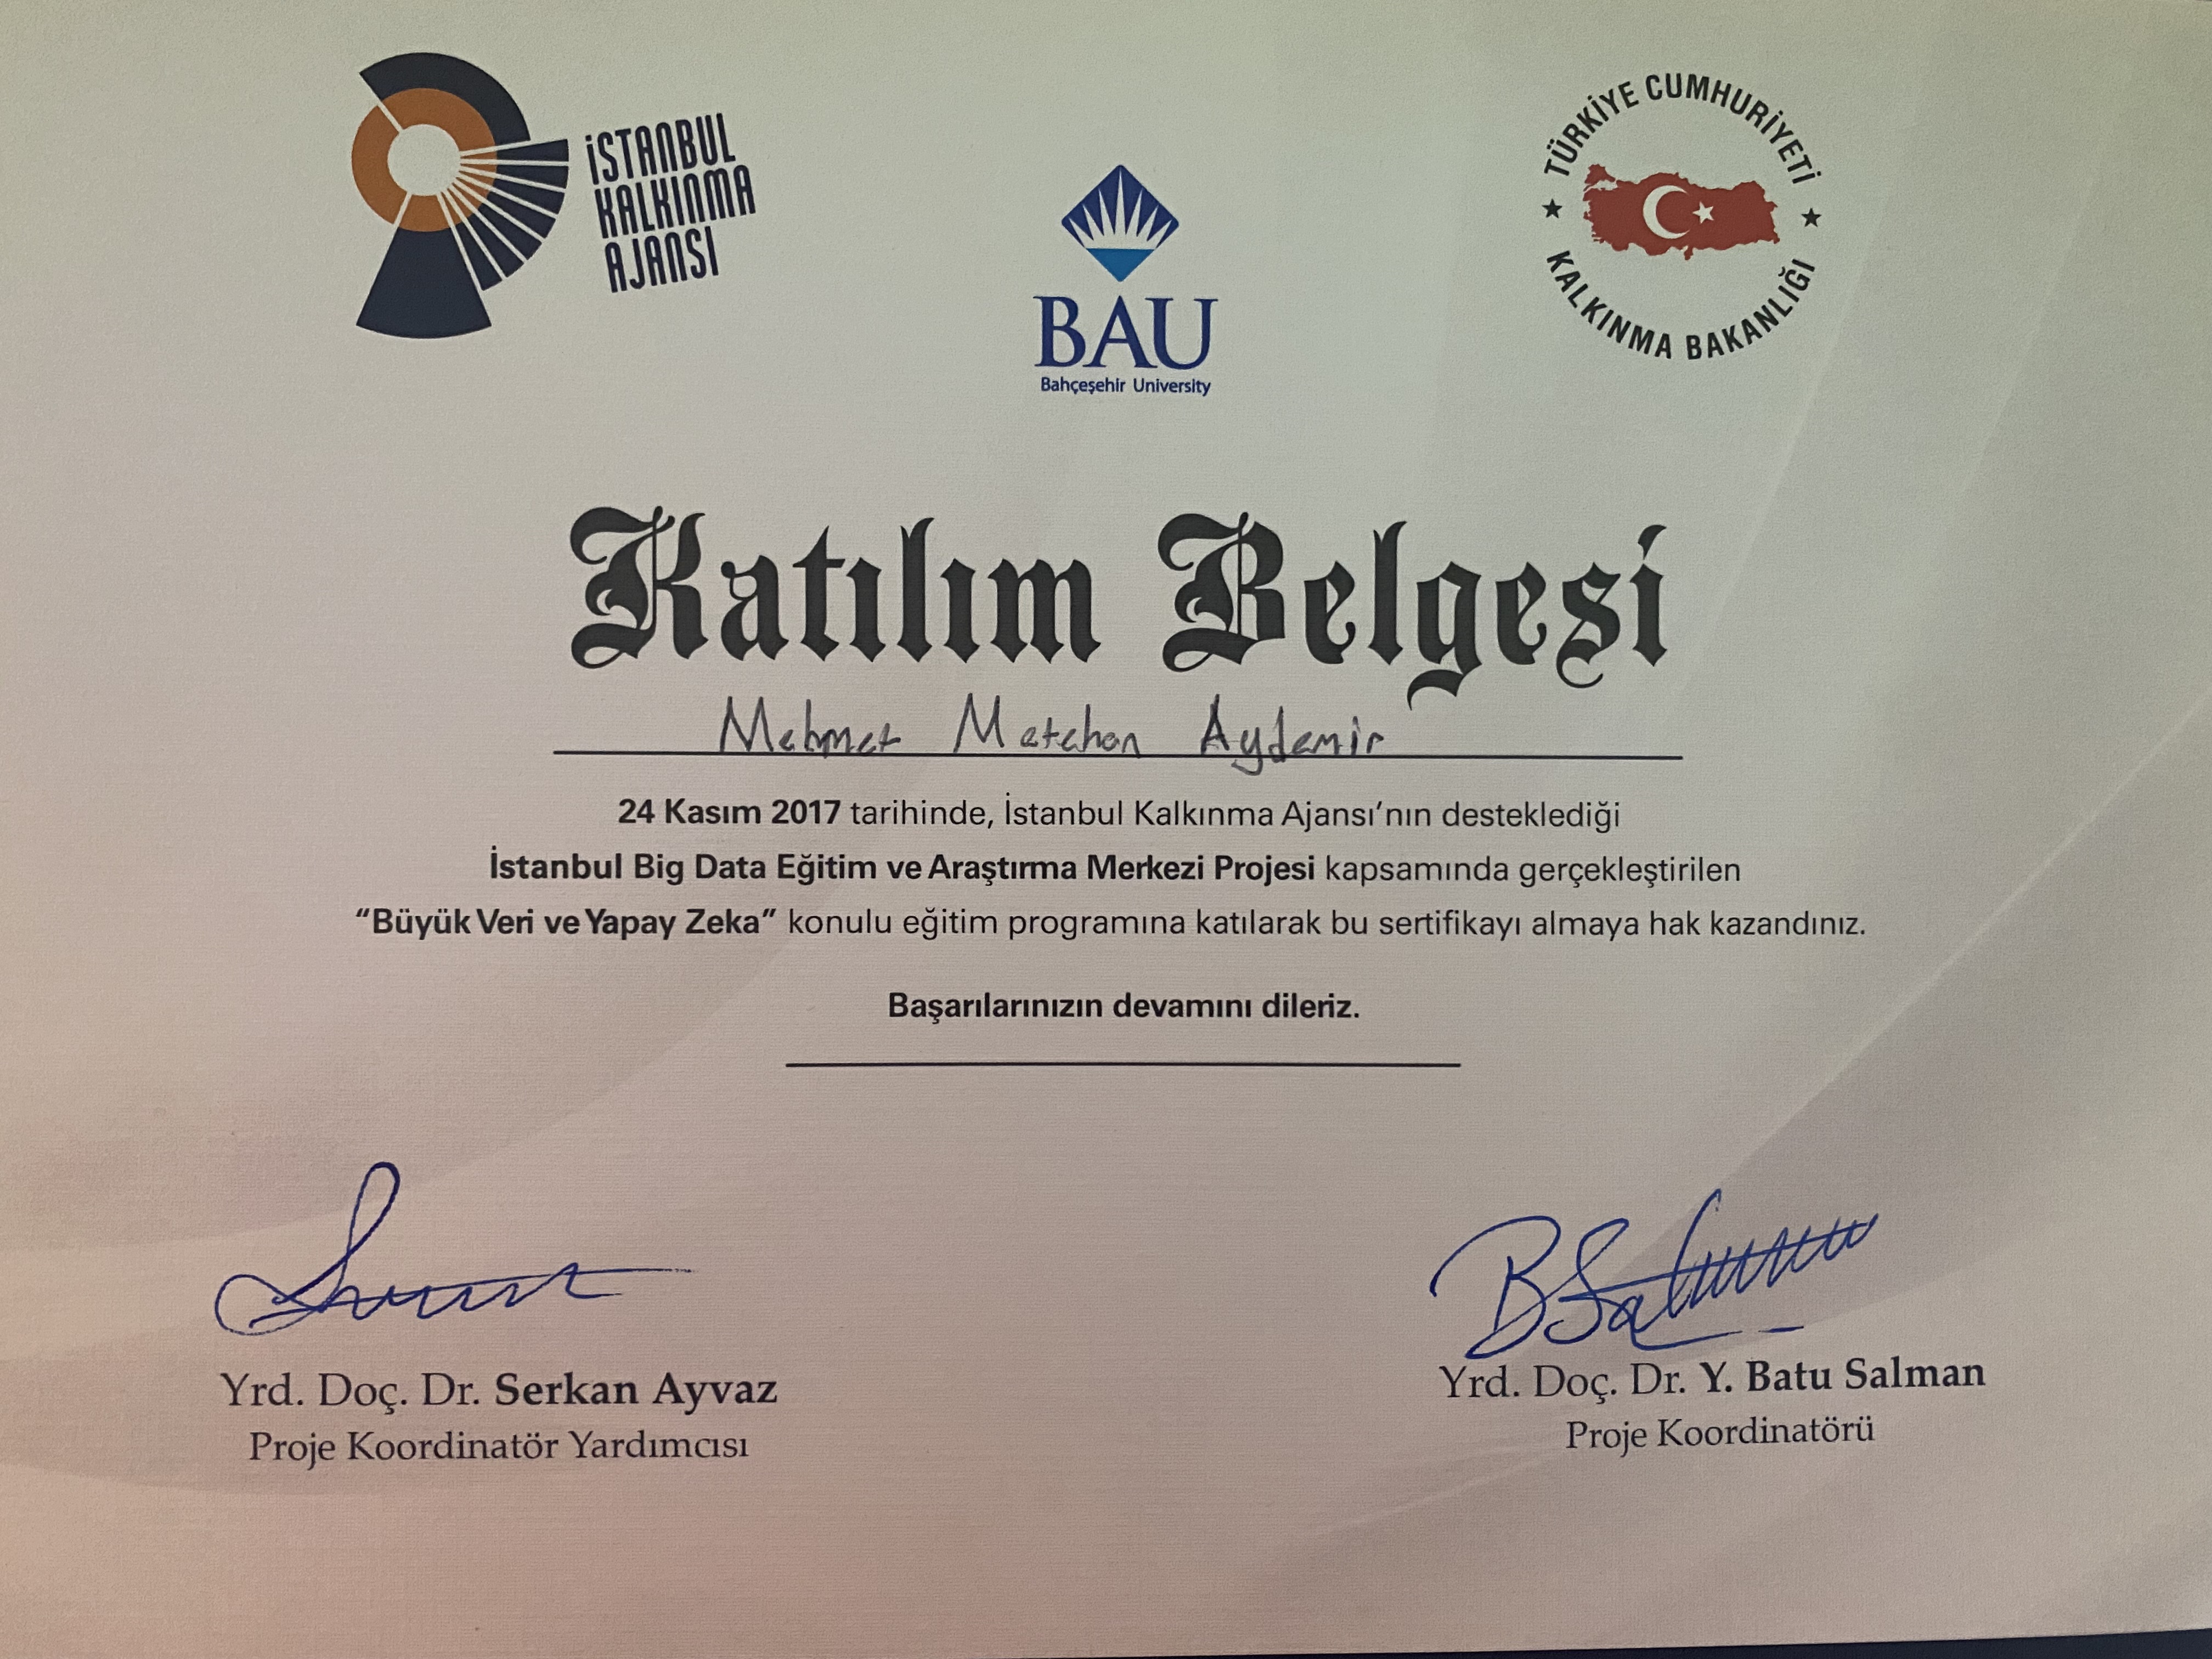 İSTANBUL
KALKINMA
AJANSI
BAU
Bahçeşehir University
TÜRKİYE CUMHURİYETİ
KALKINMA BAKANLIĞI
Katılım Belgesi
Mehmet Matehan Aydemir
24 Kasım 2017 tarihinde, İstanbul Kalkınma Ajansı’nın desteklediği
İstanbul Big Data Eğitim ve Araştırma Merkezi Projesi kapsamında gerçekleştirilen
“Büyük Veri ve Yapay Zeka” konulu eğitim programına katılarak bu sertifikayı almaya hak kazandınız.
Başarılarınızın devamını dileriz.
Yrd. Doç. Dr. Serkan Ayvaz
Proje Koordinatör Yardımcısı
Yrd. Doç. Dr. Y. Batu Salman
Proje Koordinatörü